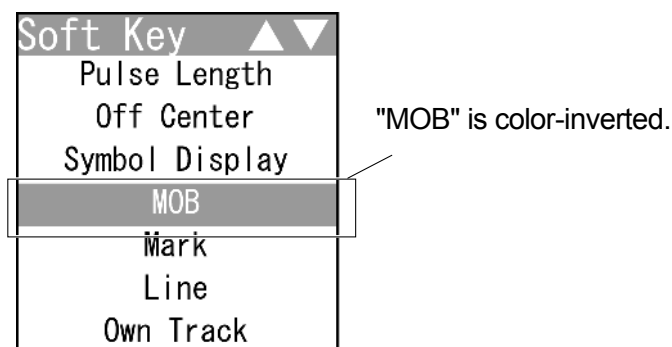 Soft Key ▲▼
Pulse Length
Off Center
Symbol Display
MOB
Mark
Line
Own Track
"MOB" is color-inverted.